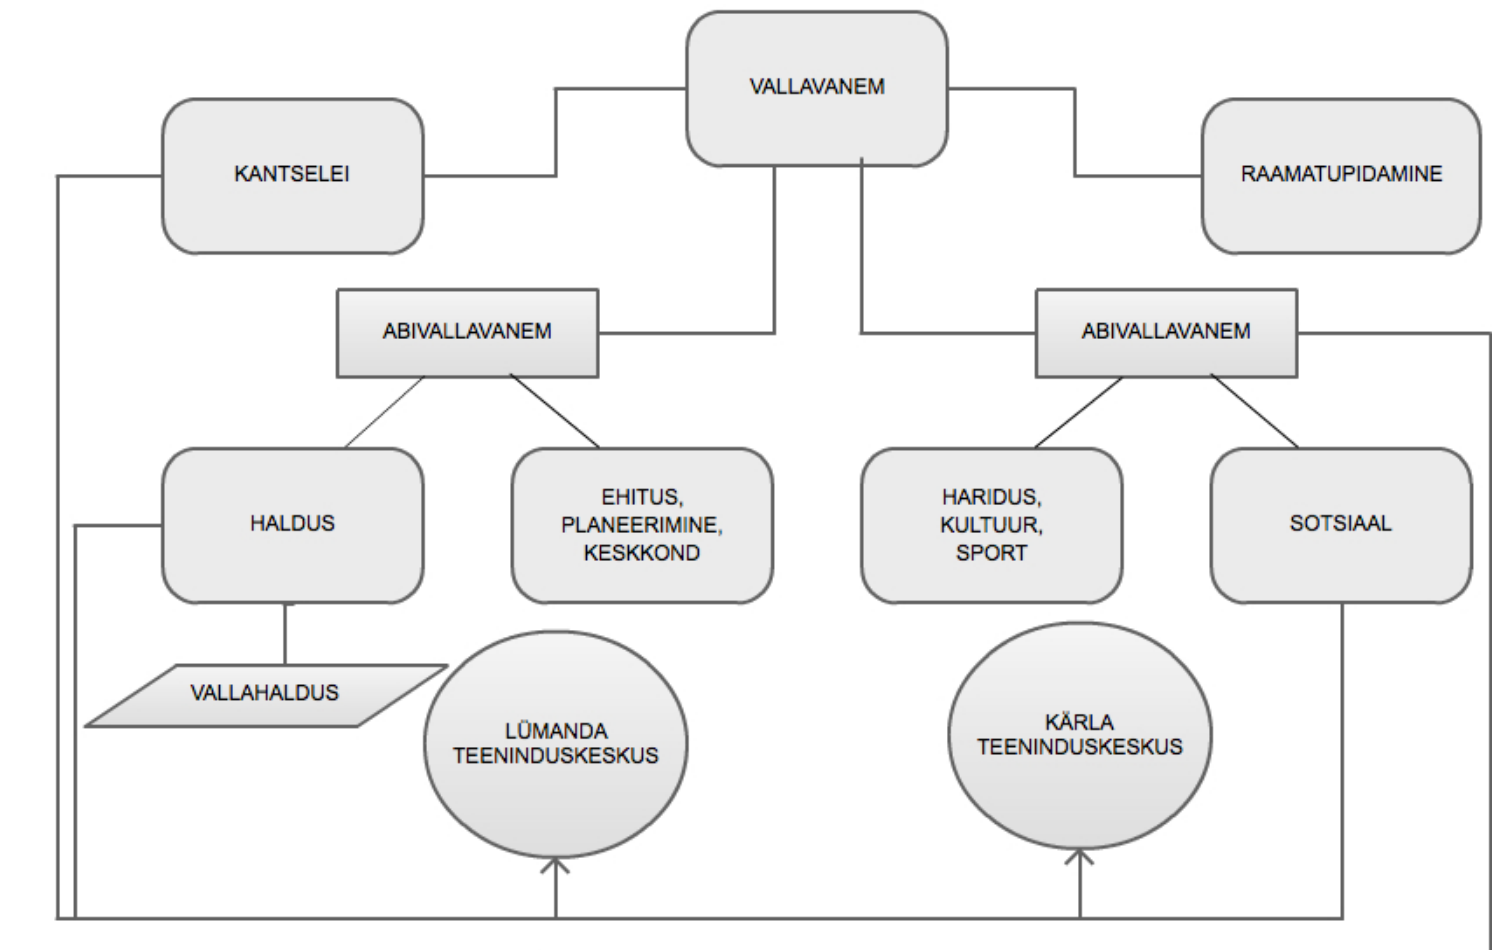 VALLAVANEM
KANTSELEI
RAAMATUPIDAMINE
ABIVALLAVANEM
ABIVALLAVANEM
HALDUS
EHITUS,
PLANEERIMINE,
KESKKOND
HARIDUS,
KULTUUR,
SPORT
SOTSIAAL
VALLAHALDUS
LÜMANDA
TEENINDUSKESKUS
KÄRLA
TEENINDUSKESKUS